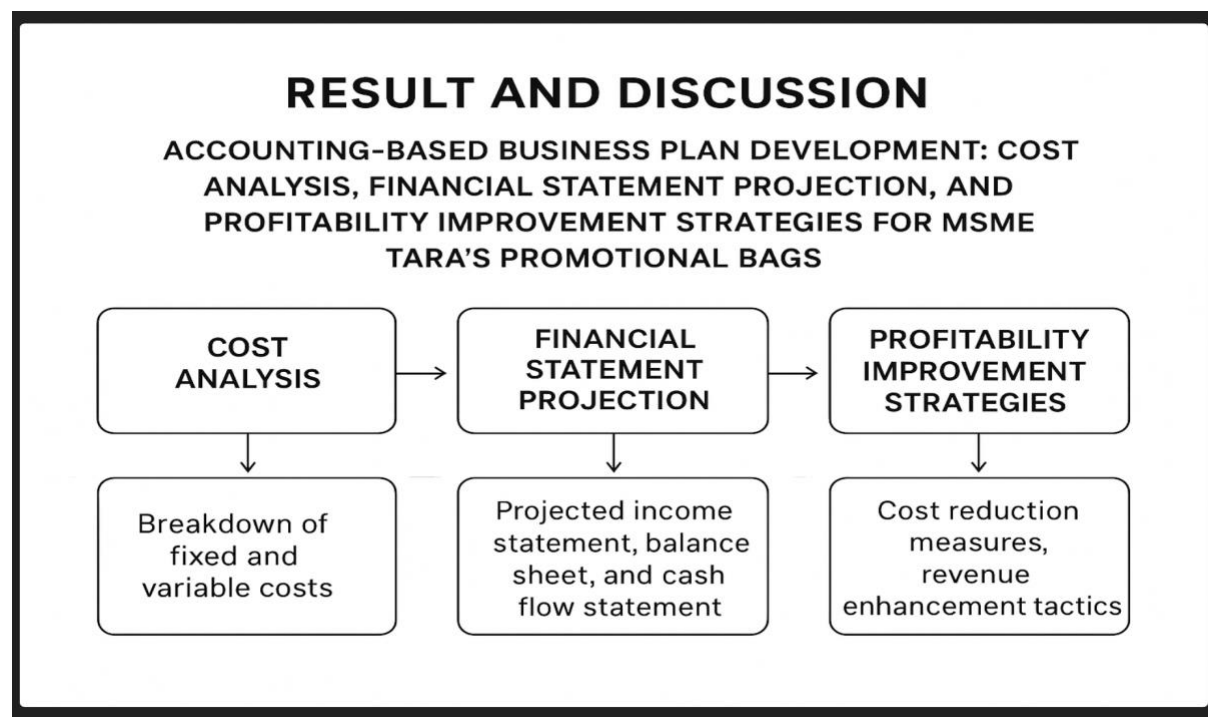 RESULT AND DISCUSSION
ACCOUNTING-BASED BUSINESS PLAN DEVELOPMENT: COST
ANALYSIS, FINANCIAL STATEMENT PROJECTION, AND
PROFITABILITY IMPROVEMENT STRATEGIES FOR MSME
TARA'S PROMOTIONAL BAGS
COST
ANALYSIS
FINANCIAL
STATEMENT
PROJECTION
PROFITABILITY
IMPROVEMENT
STRATEGIES
Breakdown of
fixed and
variable costs
Projected income
statement, balance
sheet, and cash
flow statement
Cost reduction
measures,
revenue
enhancement tactics